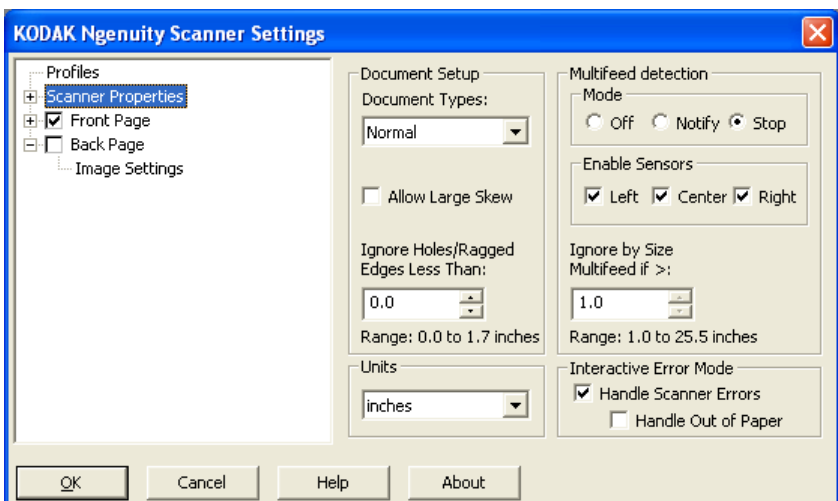 KODAK Ngenuity Scanner Settings
Profiles
Scanner Properties
Front Page
Back Page
Image Settings
Document Setup
Document Types:
Normal
Allow Large Skew
Ignore Holes/Ragged
Edges Less Than:
0.0
Range: 0.0 to 1.7 inches
Units
inches
Multifeed detection
Mode
Off Notify Stop
Enable Sensors
Left Center Right
Ignore by Size
Multifeed if >:
1.0
Range: 1.0 to 25.5 inches
Interactive Error Mode
Handle Scanner Errors
Handle Out of Paper
OK Cancel Help About